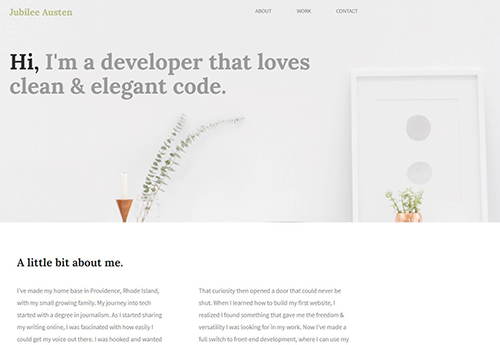 Jubilee Austen
ABOUT WORK CONTACT
Hi, I'm a developer that loves
clean & elegant code.
A little bit about me.
I've made my home base in Providence, Rhode Island,
with my small growing family. My journey into tech
started with a degree in journalism. As I started sharing
my writing online, I was fascinated with how easily I
could get my voice out there. I was hooked and wanted
That curiosity then opened a door that could never be
shut. When I learned how to build my first website, I
realized I found something that gave me the freedom &
versatility I was looking for in my work. Now I've made a
full switch to front-end development, where I can use my